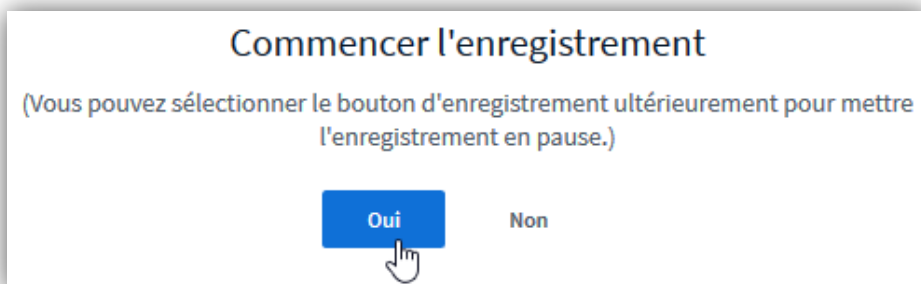 Commencer l'enregistrement
(Vous pouvez sélectionner le bouton d'enregistrement ultérieurement pour mettre
l'enregistrement en pause.)
Oui Non